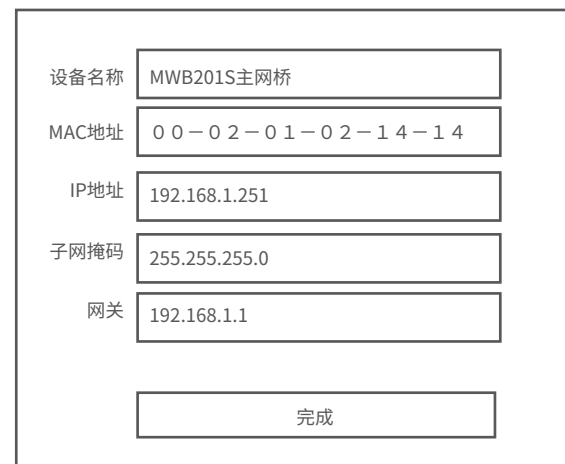 设备名称 MWB201S主网桥
MAC地址 00－02－01－02－14－14
IP地址 192.168.1.251
子网掩码 255.255.255.0
网关 192.168.1.1
完成